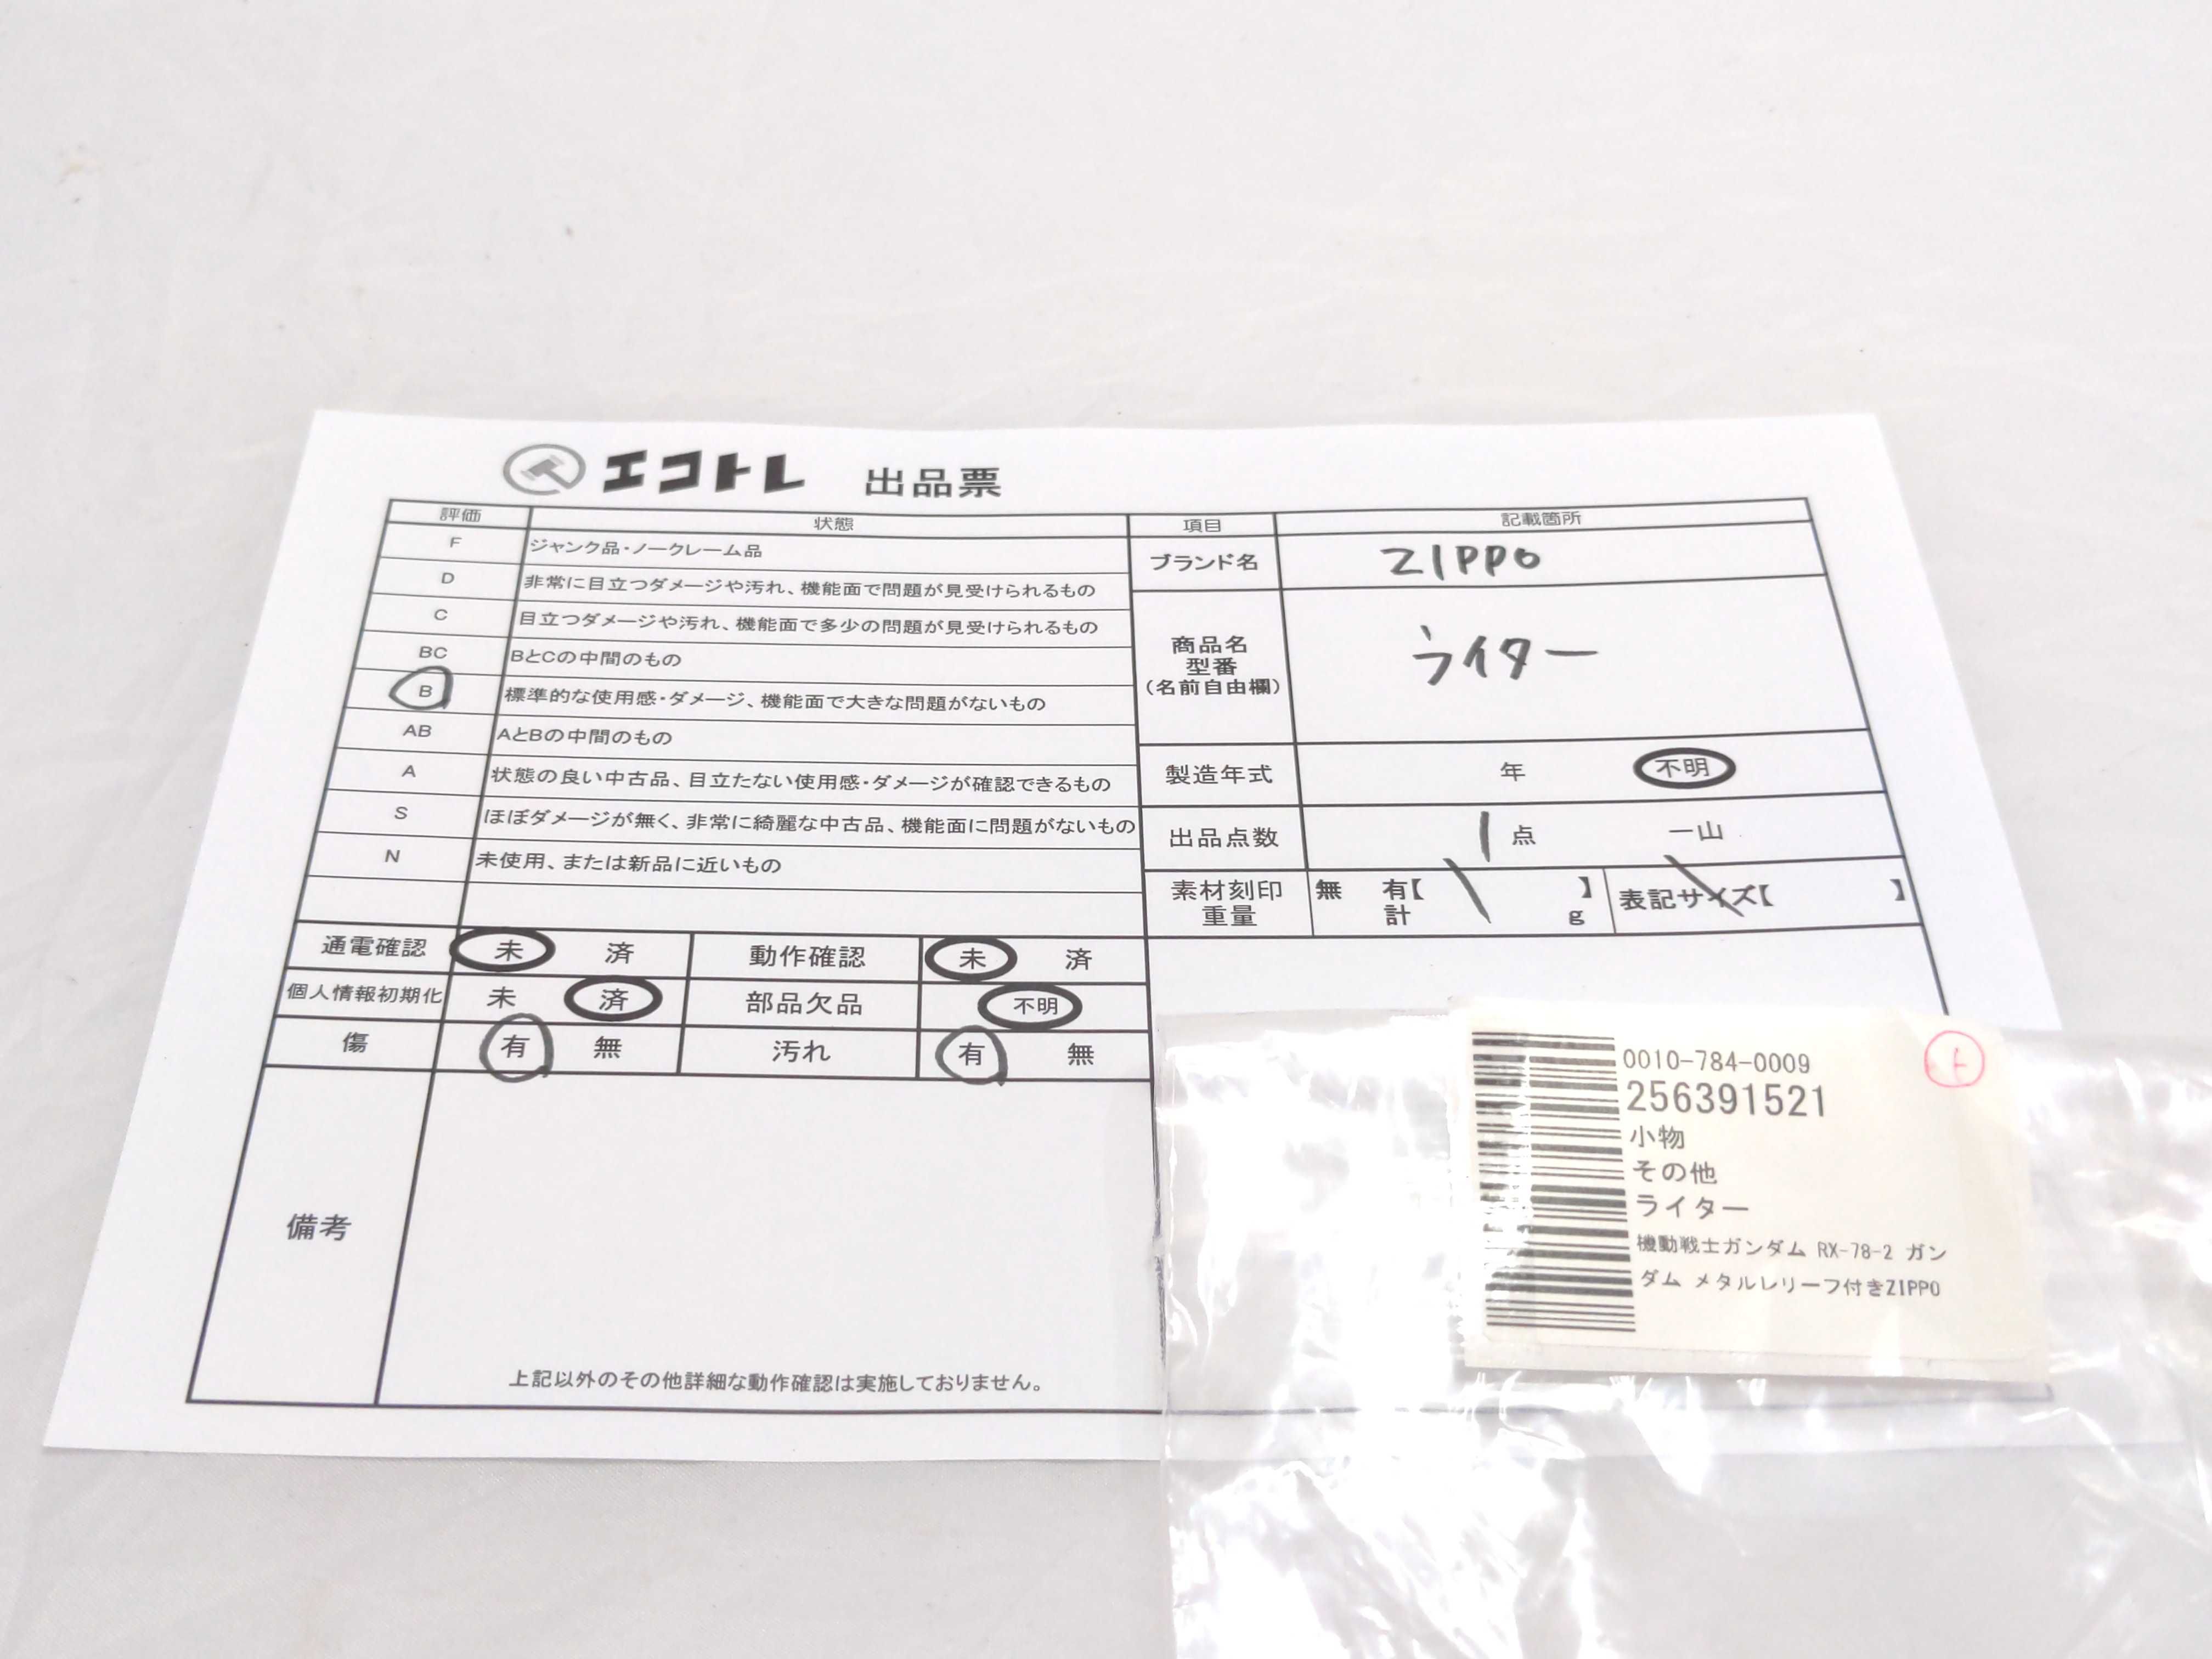 エコトレ 出品票
評価 状態
F ジャンク品・ノークレーム品
D 非常に目立つダメージや汚れ、機能面で問題が見受けられるもの
C 目立つダメージや汚れ、機能面で多少の問題が見受けられるもの
BC BとCの中間のもの
B 標準的な使用感・ダメージ、機能面で大きな問題がないもの
AB AとBの中間のもの
A 状態の良い中古品、目立たない使用感・ダメージが確認できるもの
S ほぼダメージが無く、非常に綺麗な中古品、機能面に問題がないもの
N 未使用、または新品に近いもの
項目 記載箇所
ブランド名 ZIPPO
商品名
型番
(名前自由欄)
ライター
製造年式 年 不明
出品点数 1 点 一山
素材刻印 無 有【 】 表記サイズ【 】
重量 計 g
通電確認 未 済 動作確認 未 済
個人情報初期化 未 済 部品欠品 不明
傷 有 無 汚れ 有 無
備考
上記以外のその他詳細な動作確認は実施しておりません。
0010-784-0009
256391521
小物
その他
ライター
機動戦士ガンダム RX-78-2 ガン
ダム メタルレリーフ付きZIPPO